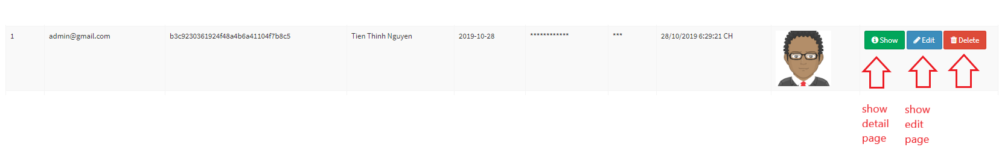 1 admin@gmail.com b3c9230361924f48a4b6a41104f7b8c5 Tien Thinh Nguyen 2019-10-28 ************ *** 28/10/2019 6:29:21 CH Show Edit Delete
show
detail
page
show
edit
page